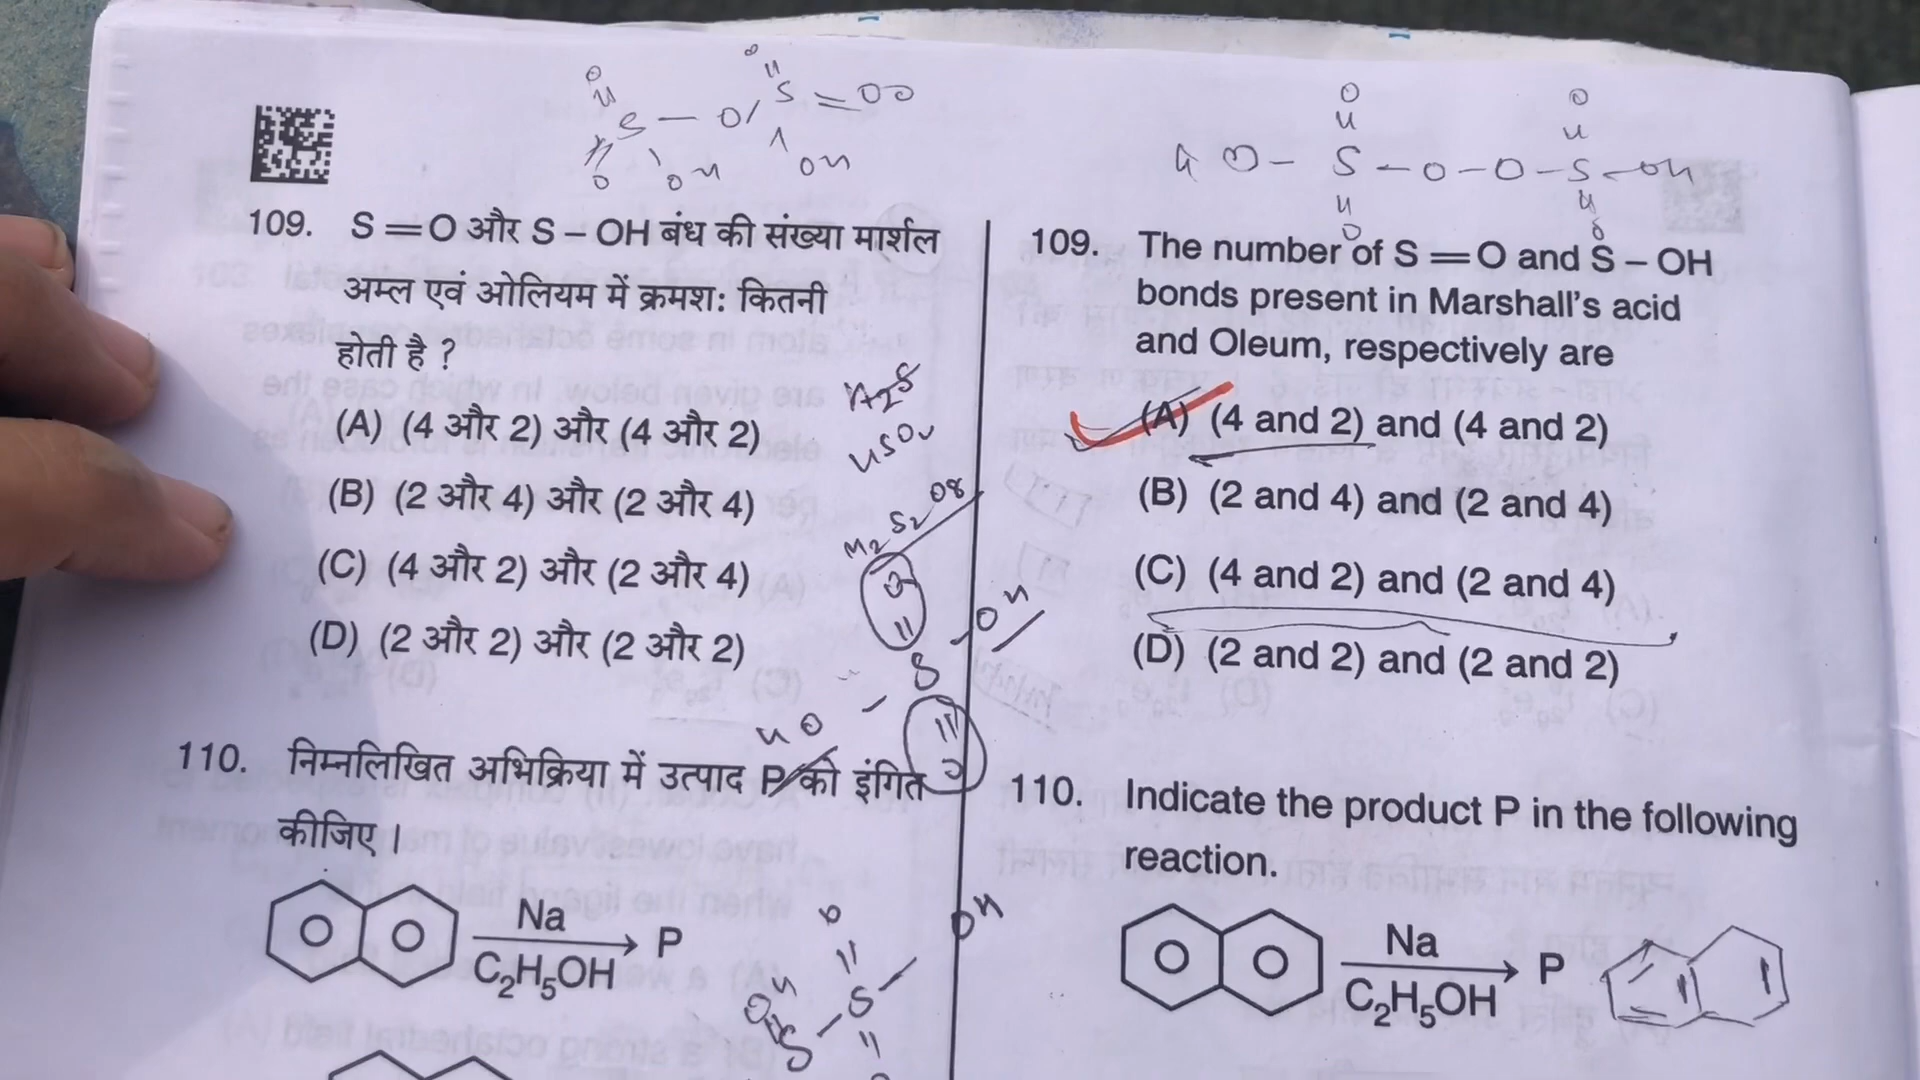 109. S=O और S – OH बंध की संख्या मार्शल
अम्ल एवं ओलियम में क्रमश: कितनी
होती है ?
(A) (4 और 2) और (4 और 2)
(B) (2 और 4) और (2 और 4)
(C) (4 और 2) और (2 और 4)
(D) (2 और 2) और (2 और 2)
110. निम्नलिखित अभिक्रिया में उत्पाद P को इंगित
कीजिए।
Na
C₂H₅OH
P
109. The number of S=O and S – OH
bonds present in Marshall's acid
and Oleum, respectively are
(A) (4 and 2) and (4 and 2)
(B) (2 and 4) and (2 and 4)
(C) (4 and 2) and (2 and 4)
(D) (2 and 2) and (2 and 2)
110. Indicate the product P in the following
reaction.
Na
C₂H₅OH
P